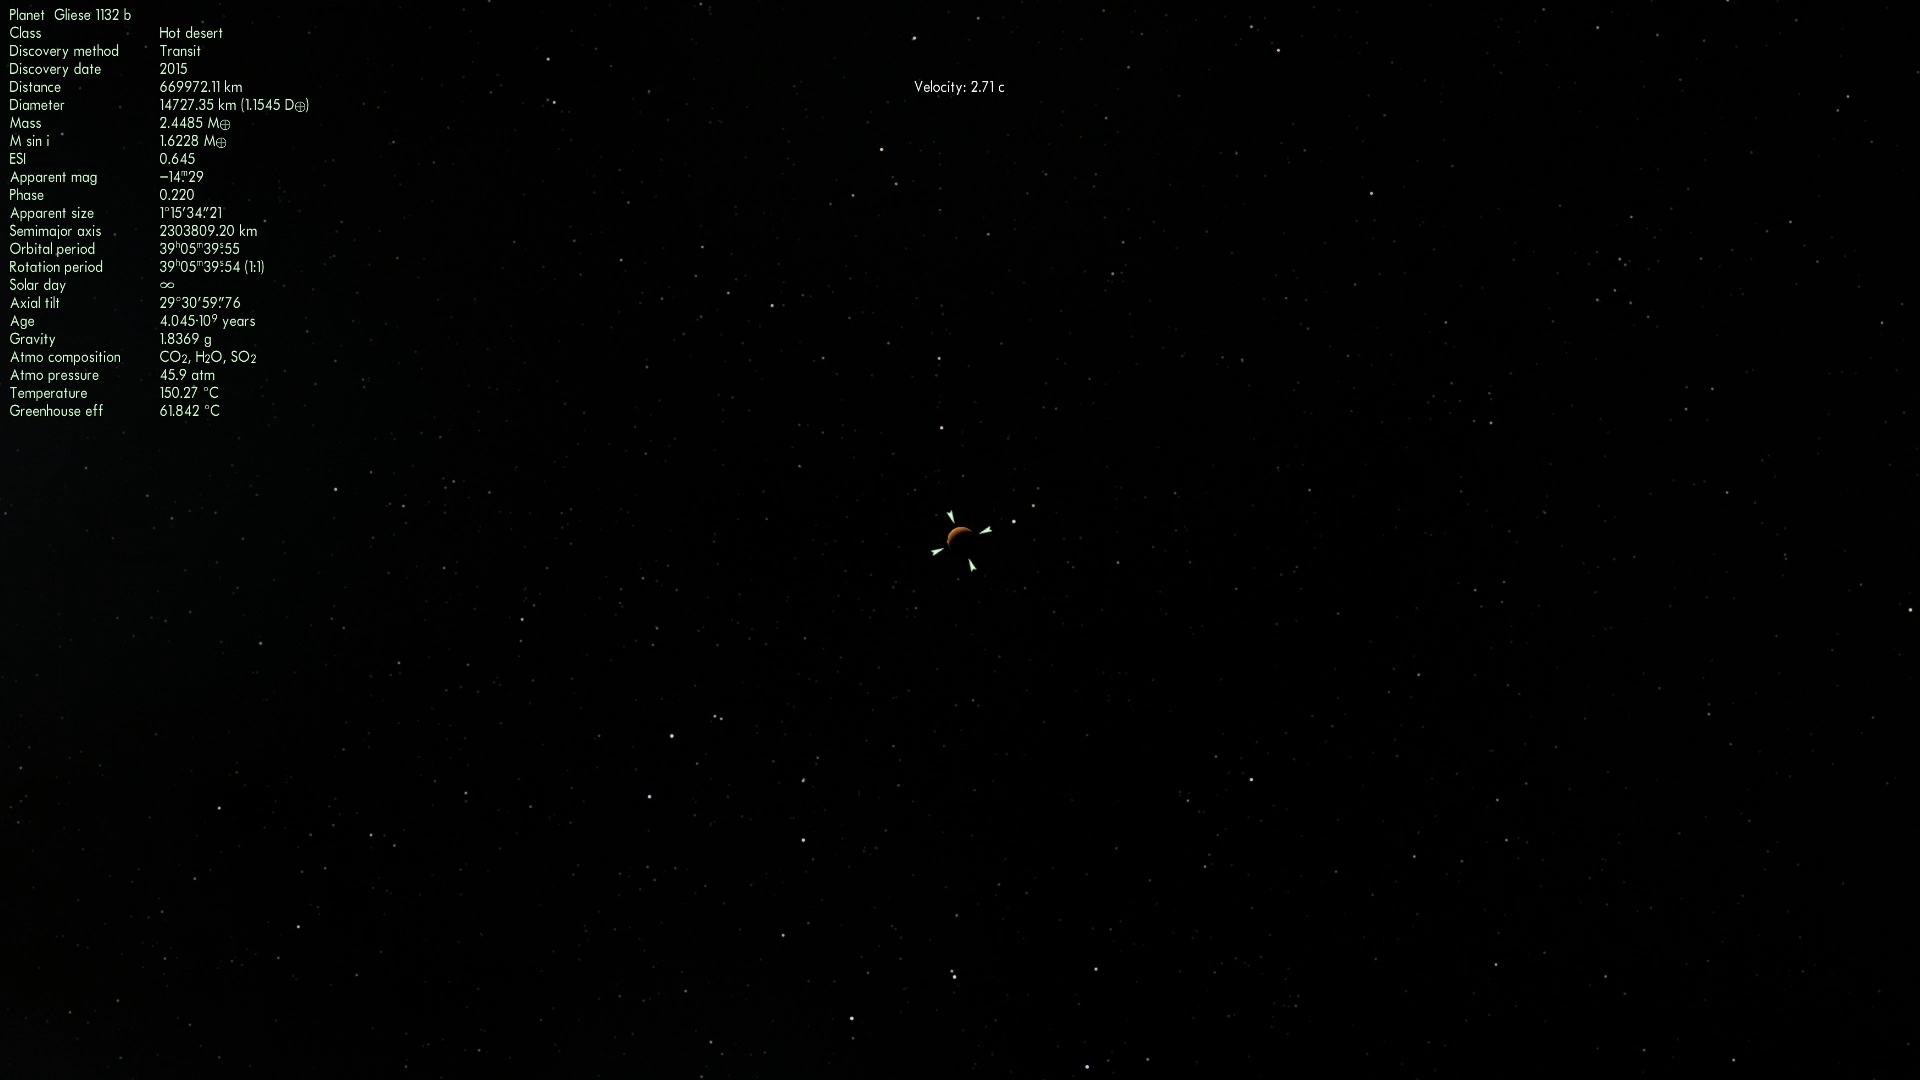 Planet Gliese 1132 b
Class Hot desert
Discovery method Transit
Discovery date 2015
Distance 669972.11 km
Velocity: 2.71 c
Diameter 14727.35 km (1.1545 D⊕)
Mass 2.4485 M⊕
M sin i 1.6228 M⊕
ESI 0.645
Apparent mag −14.ᵐ29
Phase 0.220
Apparent size 1°15′34.″21
Semimajor axis 2303809.20 km
Orbital period 39ʰ05ᵐ39.ˢ55
Rotation period 39ʰ05ᵐ39.ˢ54 (1:1)
Solar day ∞
Axial tilt 29°30′59.″76
Age 4.045·10⁹ years
Gravity 1.8369 g
Atmo composition CO₂, H₂O, SO₂
Atmo pressure 45.9 atm
Temperature 150.27 °C
Greenhouse eff 61.842 °C